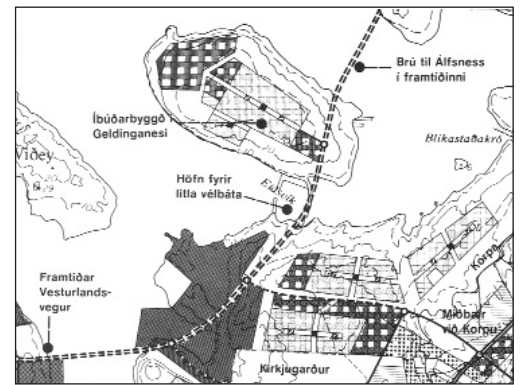 Brú til Álfsness
í framtíðinni
Íbúðarbyggð í
Geldinganesi
Blikastaðakró
Viðey
Höfn fyrir
litla vélbáta
Eiðsvík
Korpa
Framtíðar
Vesturlands-
vegur
Miðbær
við Korpu
Kirkjugarður